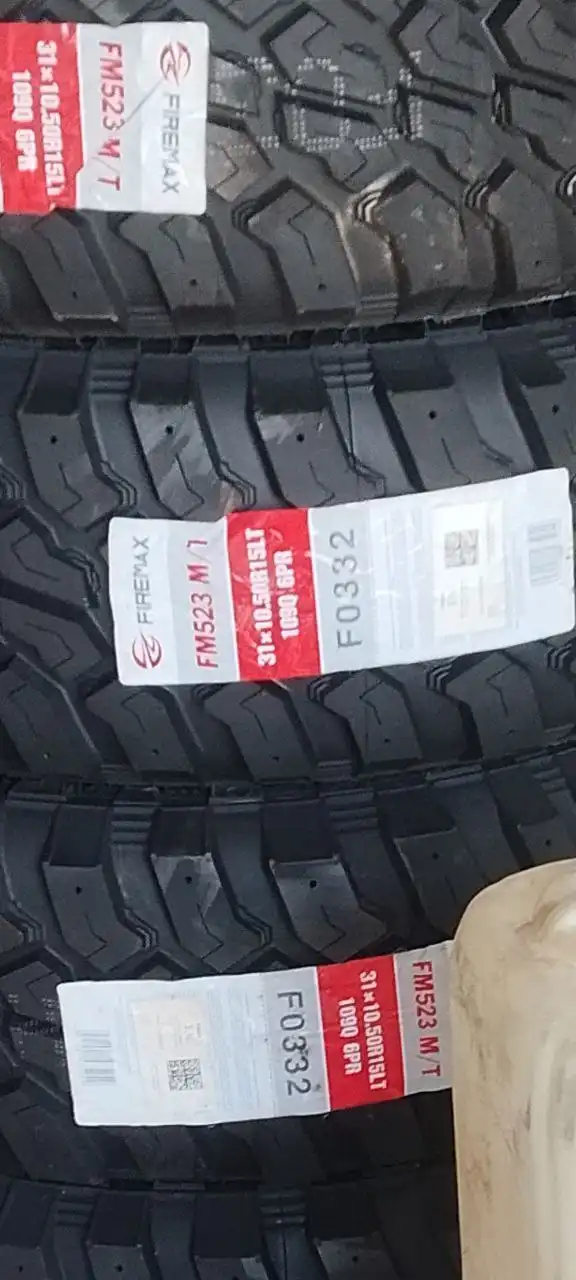 FIREMAX
FM523 M/T
31×10.50R15LT
109Q 6PR
FIREMAX
FM523 M/T
31×10.50R15LT
109Q 6PR
F0332
FM523 M/T
31×10.50R15LT
109Q 6PR
F0332